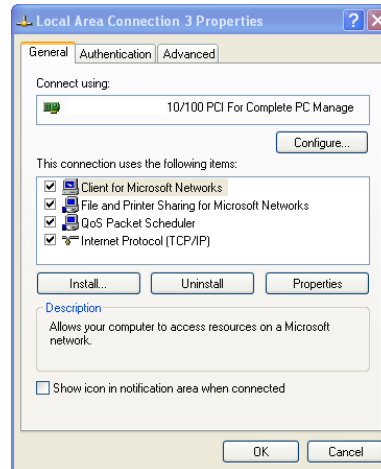 Local Area Connection 3 Properties
General Authentication Advanced
Connect using:
10/100 PCI For Complete PC Manage
Configure...
This connection uses the following items:
Client for Microsoft Networks
File and Printer Sharing for Microsoft Networks
QoS Packet Scheduler
Internet Protocol (TCP/IP)
Install... Uninstall Properties
Description
Allows your computer to access resources on a Microsoft
network.
Show icon in notification area when connected
OK Cancel